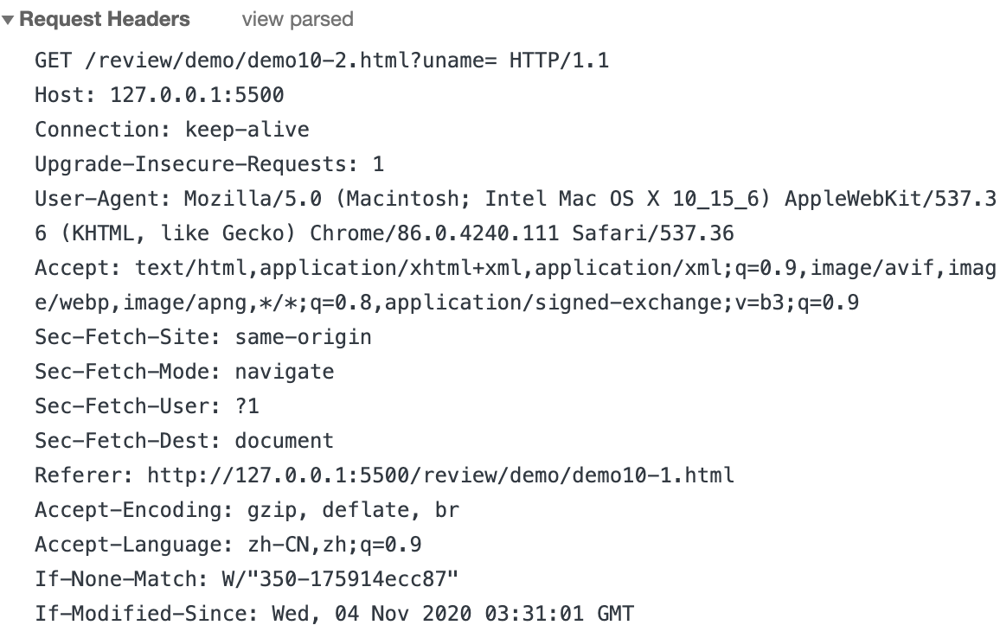 ▼Request Headers view parsed
GET /review/demo/demo10-2.html?uname= HTTP/1.1
Host: 127.0.0.1:5500
Connection: keep-alive
Upgrade-Insecure-Requests: 1
User-Agent: Mozilla/5.0 (Macintosh; Intel Mac OS X 10_15_6) AppleWebKit/537.3
6 (KHTML, like Gecko) Chrome/86.0.4240.111 Safari/537.36
Accept: text/html,application/xhtml+xml,application/xml;q=0.9,image/avif,imag
e/webp,image/apng,*/*;q=0.8,application/signed-exchange;v=b3;q=0.9
Sec-Fetch-Site: same-origin
Sec-Fetch-Mode: navigate
Sec-Fetch-User: ?1
Sec-Fetch-Dest: document
Referer: http://127.0.0.1:5500/review/demo/demo10-1.html
Accept-Encoding: gzip, deflate, br
Accept-Language: zh-CN,zh;q=0.9
If-None-Match: W/"350-175914ecc87"
If-Modified-Since: Wed, 04 Nov 2020 03:31:01 GMT